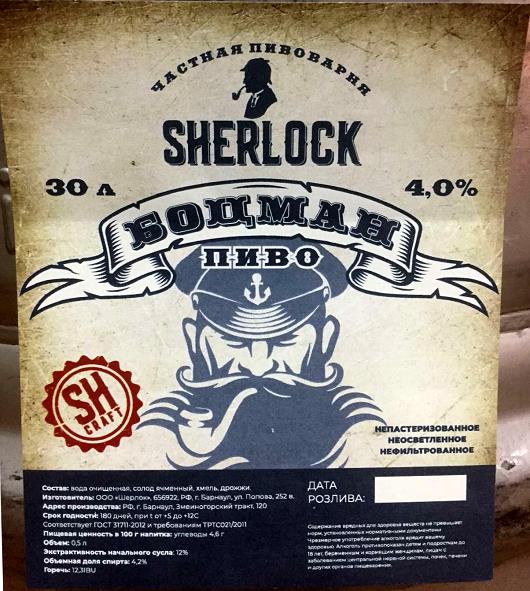 ЧАСТНАЯ ПИВОВАРНЯ
SHERLOCK
30 л 4,0%
БОЦМАН
ПИВО
SH
CRAFT
НЕПАСТЕРИЗОВАННОЕ
НЕОСВЕТЛЕННОЕ
НЕФИЛЬТРОВАННОЕ
Состав: вода очищенная, солод ячменный, хмель, дрожжи.
Изготовитель: ООО «Шерлок», 656922, РФ, г. Барнаул, ул. Попова, 252 в.
Адрес производства: РФ, г. Барнаул, Змеиногорский тракт, 120
Срок годности: 180 дней, при t от +5 до +12С
Соответствует ГОСТ 31711-2012 и требованиям ТРТС021/2011
Пищевая ценность в 100 г напитка: углеводы 4,6 г
Объем: 0,5 л
Экстрактивность начального сусла: 12%
Объемная доля спирта: 4,2%
Горечь: 12,3IBU
ДАТА
РОЗЛИВА:
Содержание вредных для здоровья веществ не превышает
норм, установленных нормативными документами
Чрезмерное употребление алкоголя вредит вашему
здоровью. Алкоголь противопоказан детям и подросткам до
18 лет, беременным и кормящим женщинам, лицам с
заболеваниями центральной нервной системы, почек, печени
и других органов пищеварения.